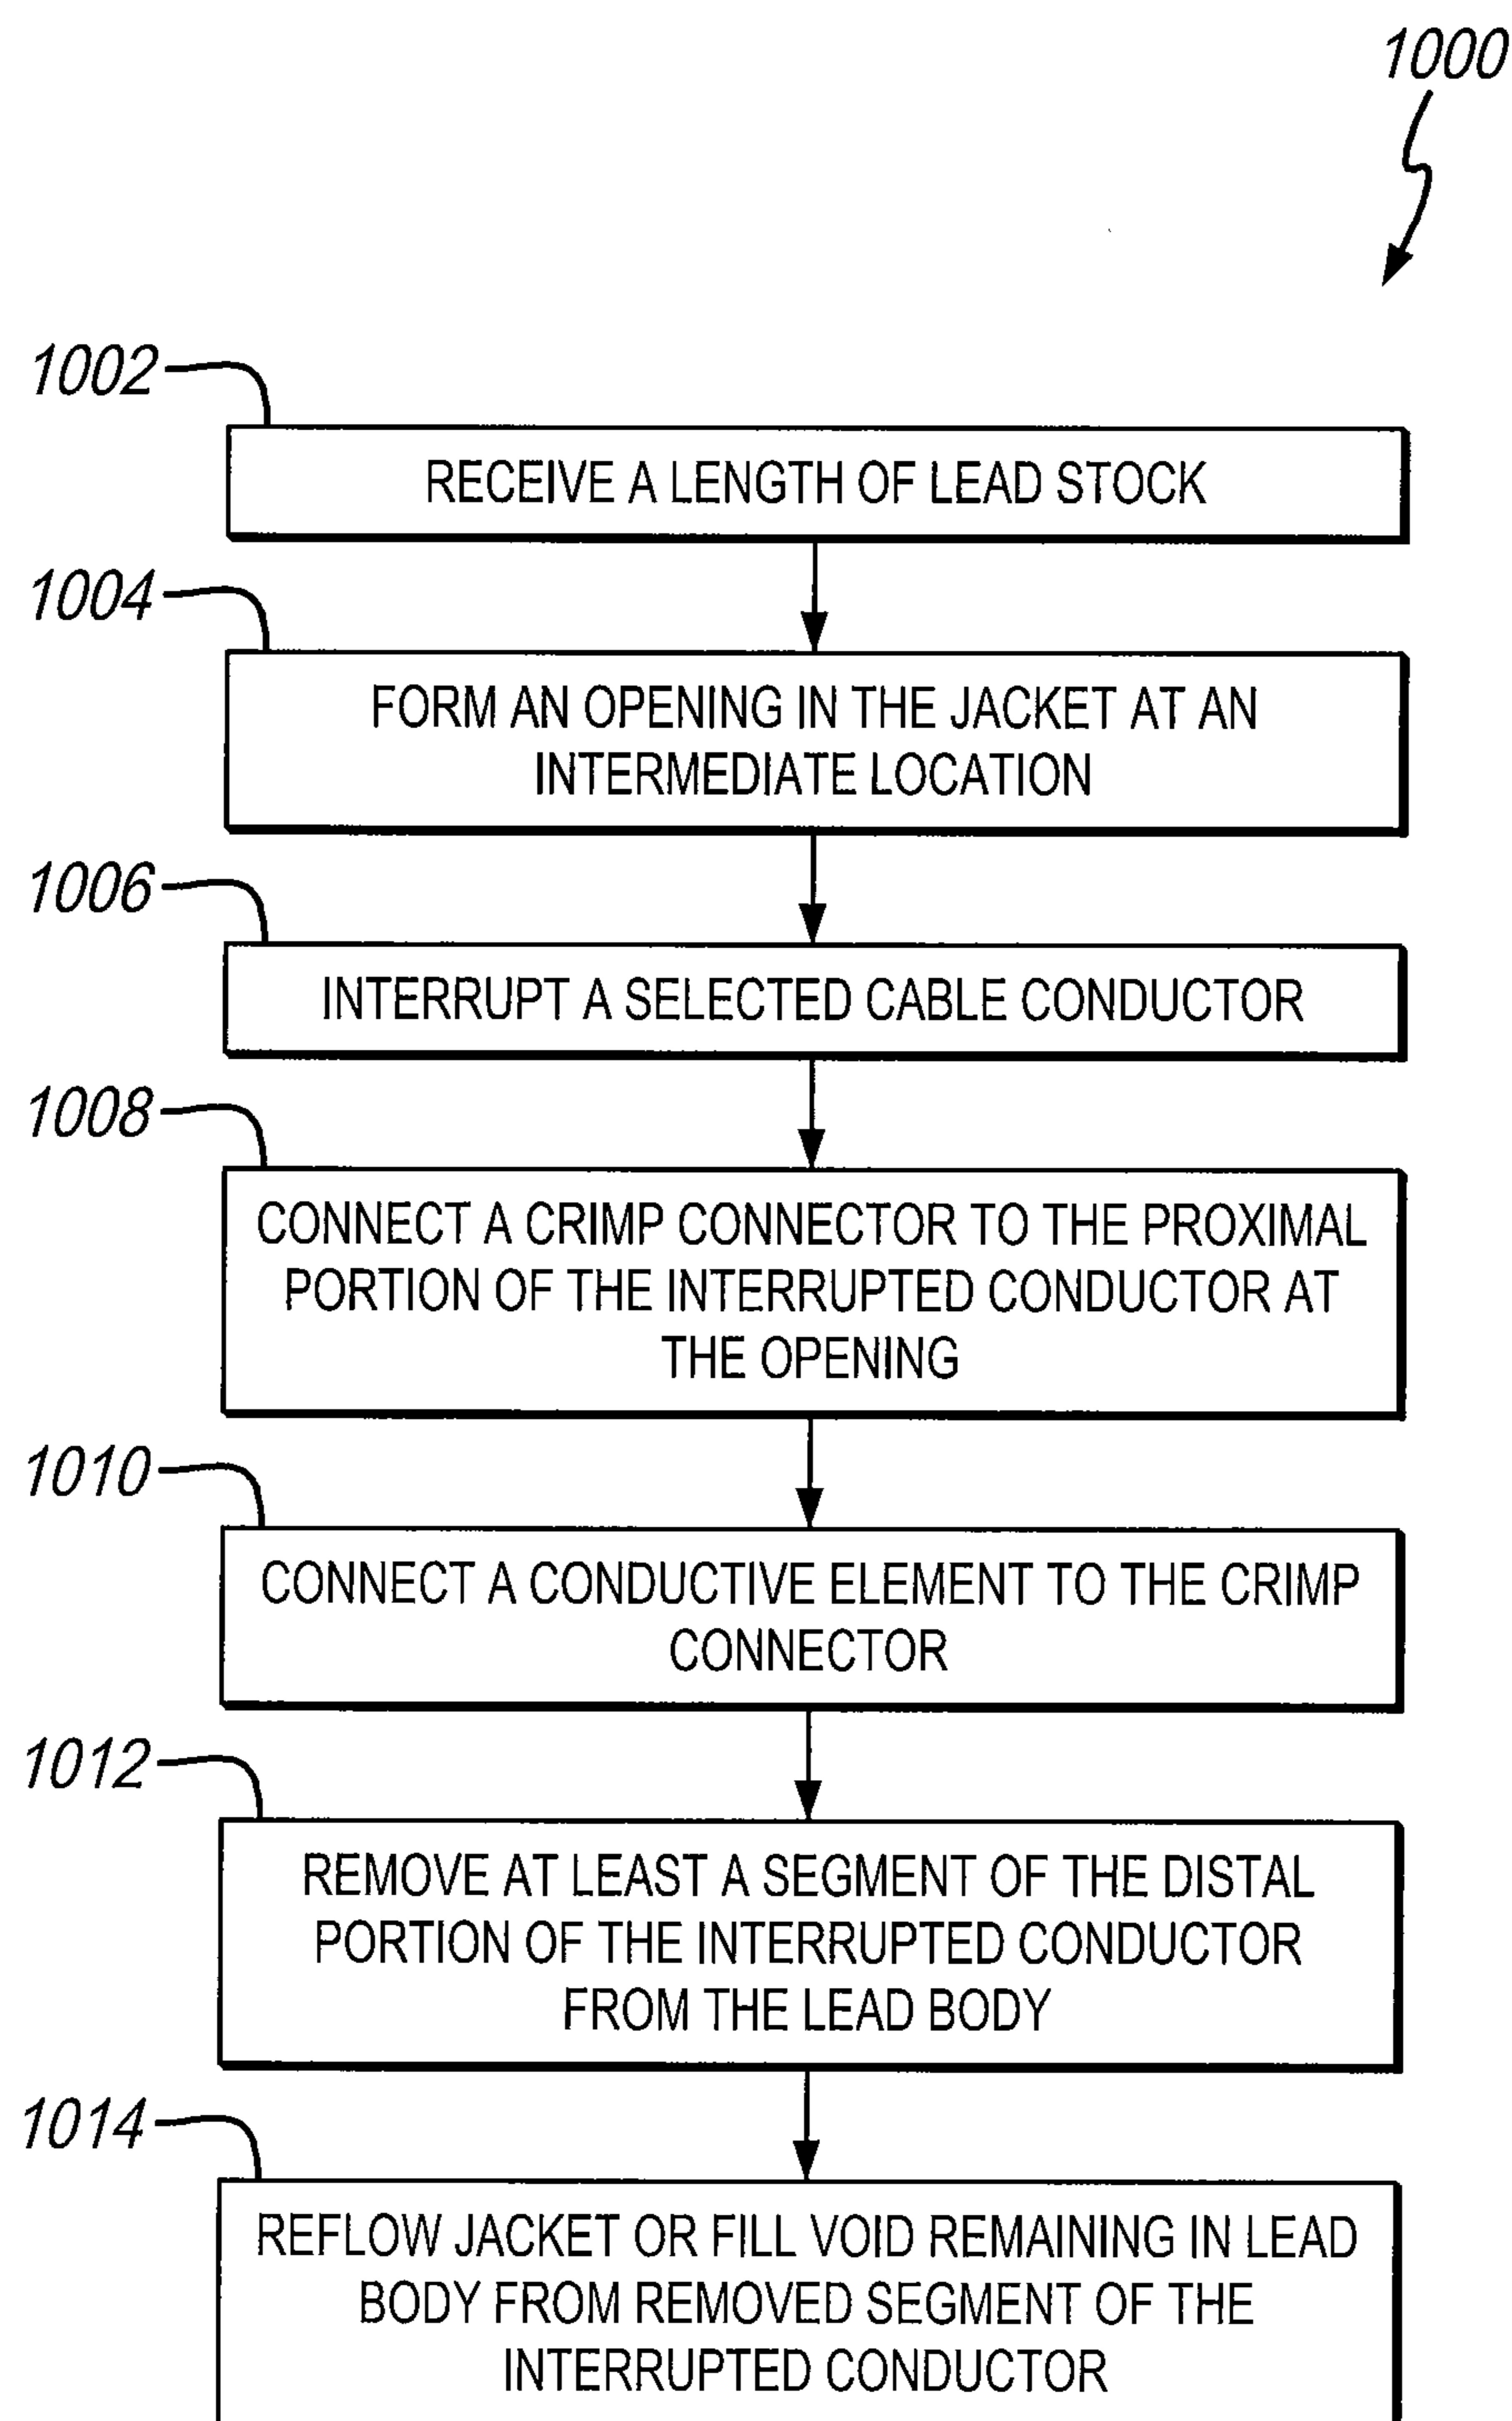 1000
1002
RECEIVE A LENGTH OF LEAD STOCK
1004
FORM AN OPENING IN THE JACKET AT AN
INTERMEDIATE LOCATION
1006
INTERRUPT A SELECTED CABLE CONDUCTOR
1008
CONNECT A CRIMP CONNECTOR TO THE PROXIMAL
PORTION OF THE INTERRUPTED CONDUCTOR AT
THE OPENING
1010
CONNECT A CONDUCTIVE ELEMENT TO THE CRIMP
CONNECTOR
1012
REMOVE AT LEAST A SEGMENT OF THE DISTAL
PORTION OF THE INTERRUPTED CONDUCTOR
FROM THE LEAD BODY
1014
REFLOW JACKET OR FILL VOID REMAINING IN LEAD
BODY FROM REMOVED SEGMENT OF THE
INTERRUPTED CONDUCTOR